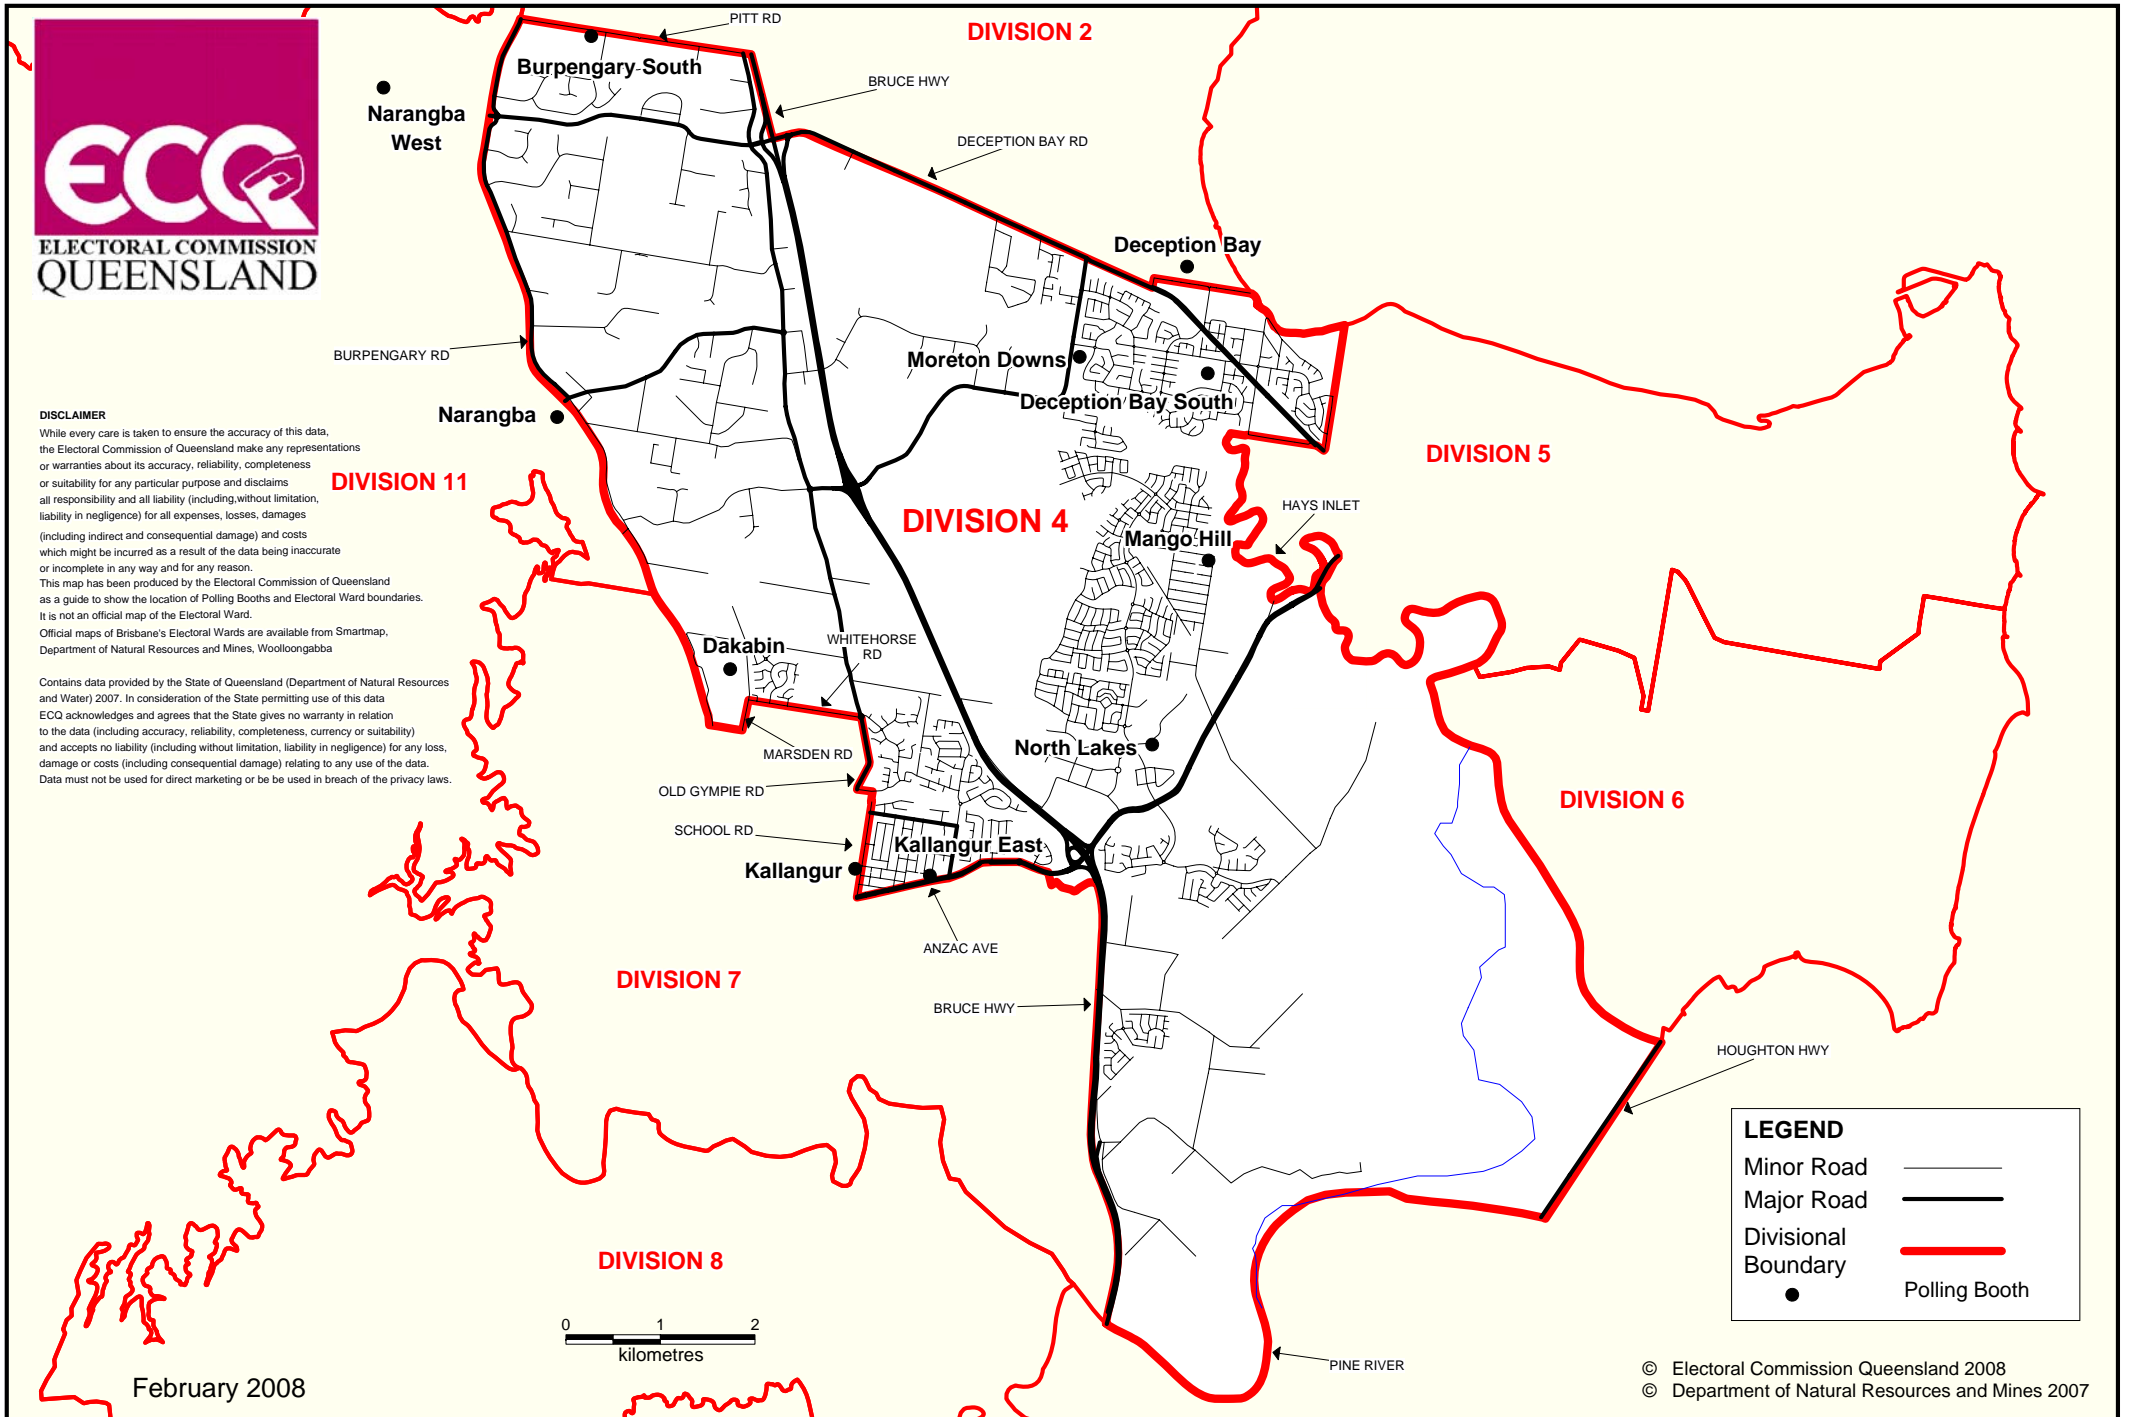 PITT RD
DIVISION 2
Burpengary South
BRUCE HWY
Narangba
West
DECEPTION BAY RD
ECQ
ELECTORAL COMMISSION
QUEENSLAND
Deception Bay
BURPENGARY RD
Moreton Downs
Deception Bay South
Narangba
DISCLAIMER
While every care is taken to ensure the accuracy of this data,
the Electoral Commission of Queensland make any representations
or warranties about its accuracy, reliability, completeness
or suitability for any particular purpose and disclaims
all responsibility and all liability (including,without limitation,
liability in negligence) for all expenses, losses, damages
(including indirect and consequential damage) and costs
which might be incurred as a result of the data being inaccurate
or incomplete in any way and for any reason.
This map has been produced by the Electoral Commission of Queensland
as a guide to show the location of Polling Booths and Electoral Ward boundaries.
It is not an official map of the Electoral Ward.
Official maps of Brisbane's Electoral Wards are available from Smartmap,
Department of Natural Resources and Mines, Woolloongabba
Contains data provided by the State of Queensland (Department of Natural Resources
and Water) 2007. In consideration of the State permitting use of this data
ECQ acknowledges and agrees that the State gives no warranty in relation
to the data (including accuracy, reliability, completeness, currency or suitability)
and accepts no liability (including without limitation, liability in negligence) for any loss,
damage or costs (including consequential damage) relating to any use of the data.
Data must not be used for direct marketing or be be used in breach of the privacy laws.
DIVISION 11
DIVISION 5
HAYS INLET
DIVISION 4
Mango Hill
Dakabin
WHITEHORSE
RD
North Lakes
MARSDEN RD
OLD GYMPIE RD
DIVISION 6
SCHOOL RD
Kallangur East
Kallangur
ANZAC AVE
DIVISION 7
BRUCE HWY
HOUGHTON HWY
LEGEND
Minor Road
Major Road
Divisional
Boundary
Polling Booth
DIVISION 8
0 1 2
kilometres
PINE RIVER
February 2008
© Electoral Commission Queensland 2008
© Department of Natural Resources and Mines 2007